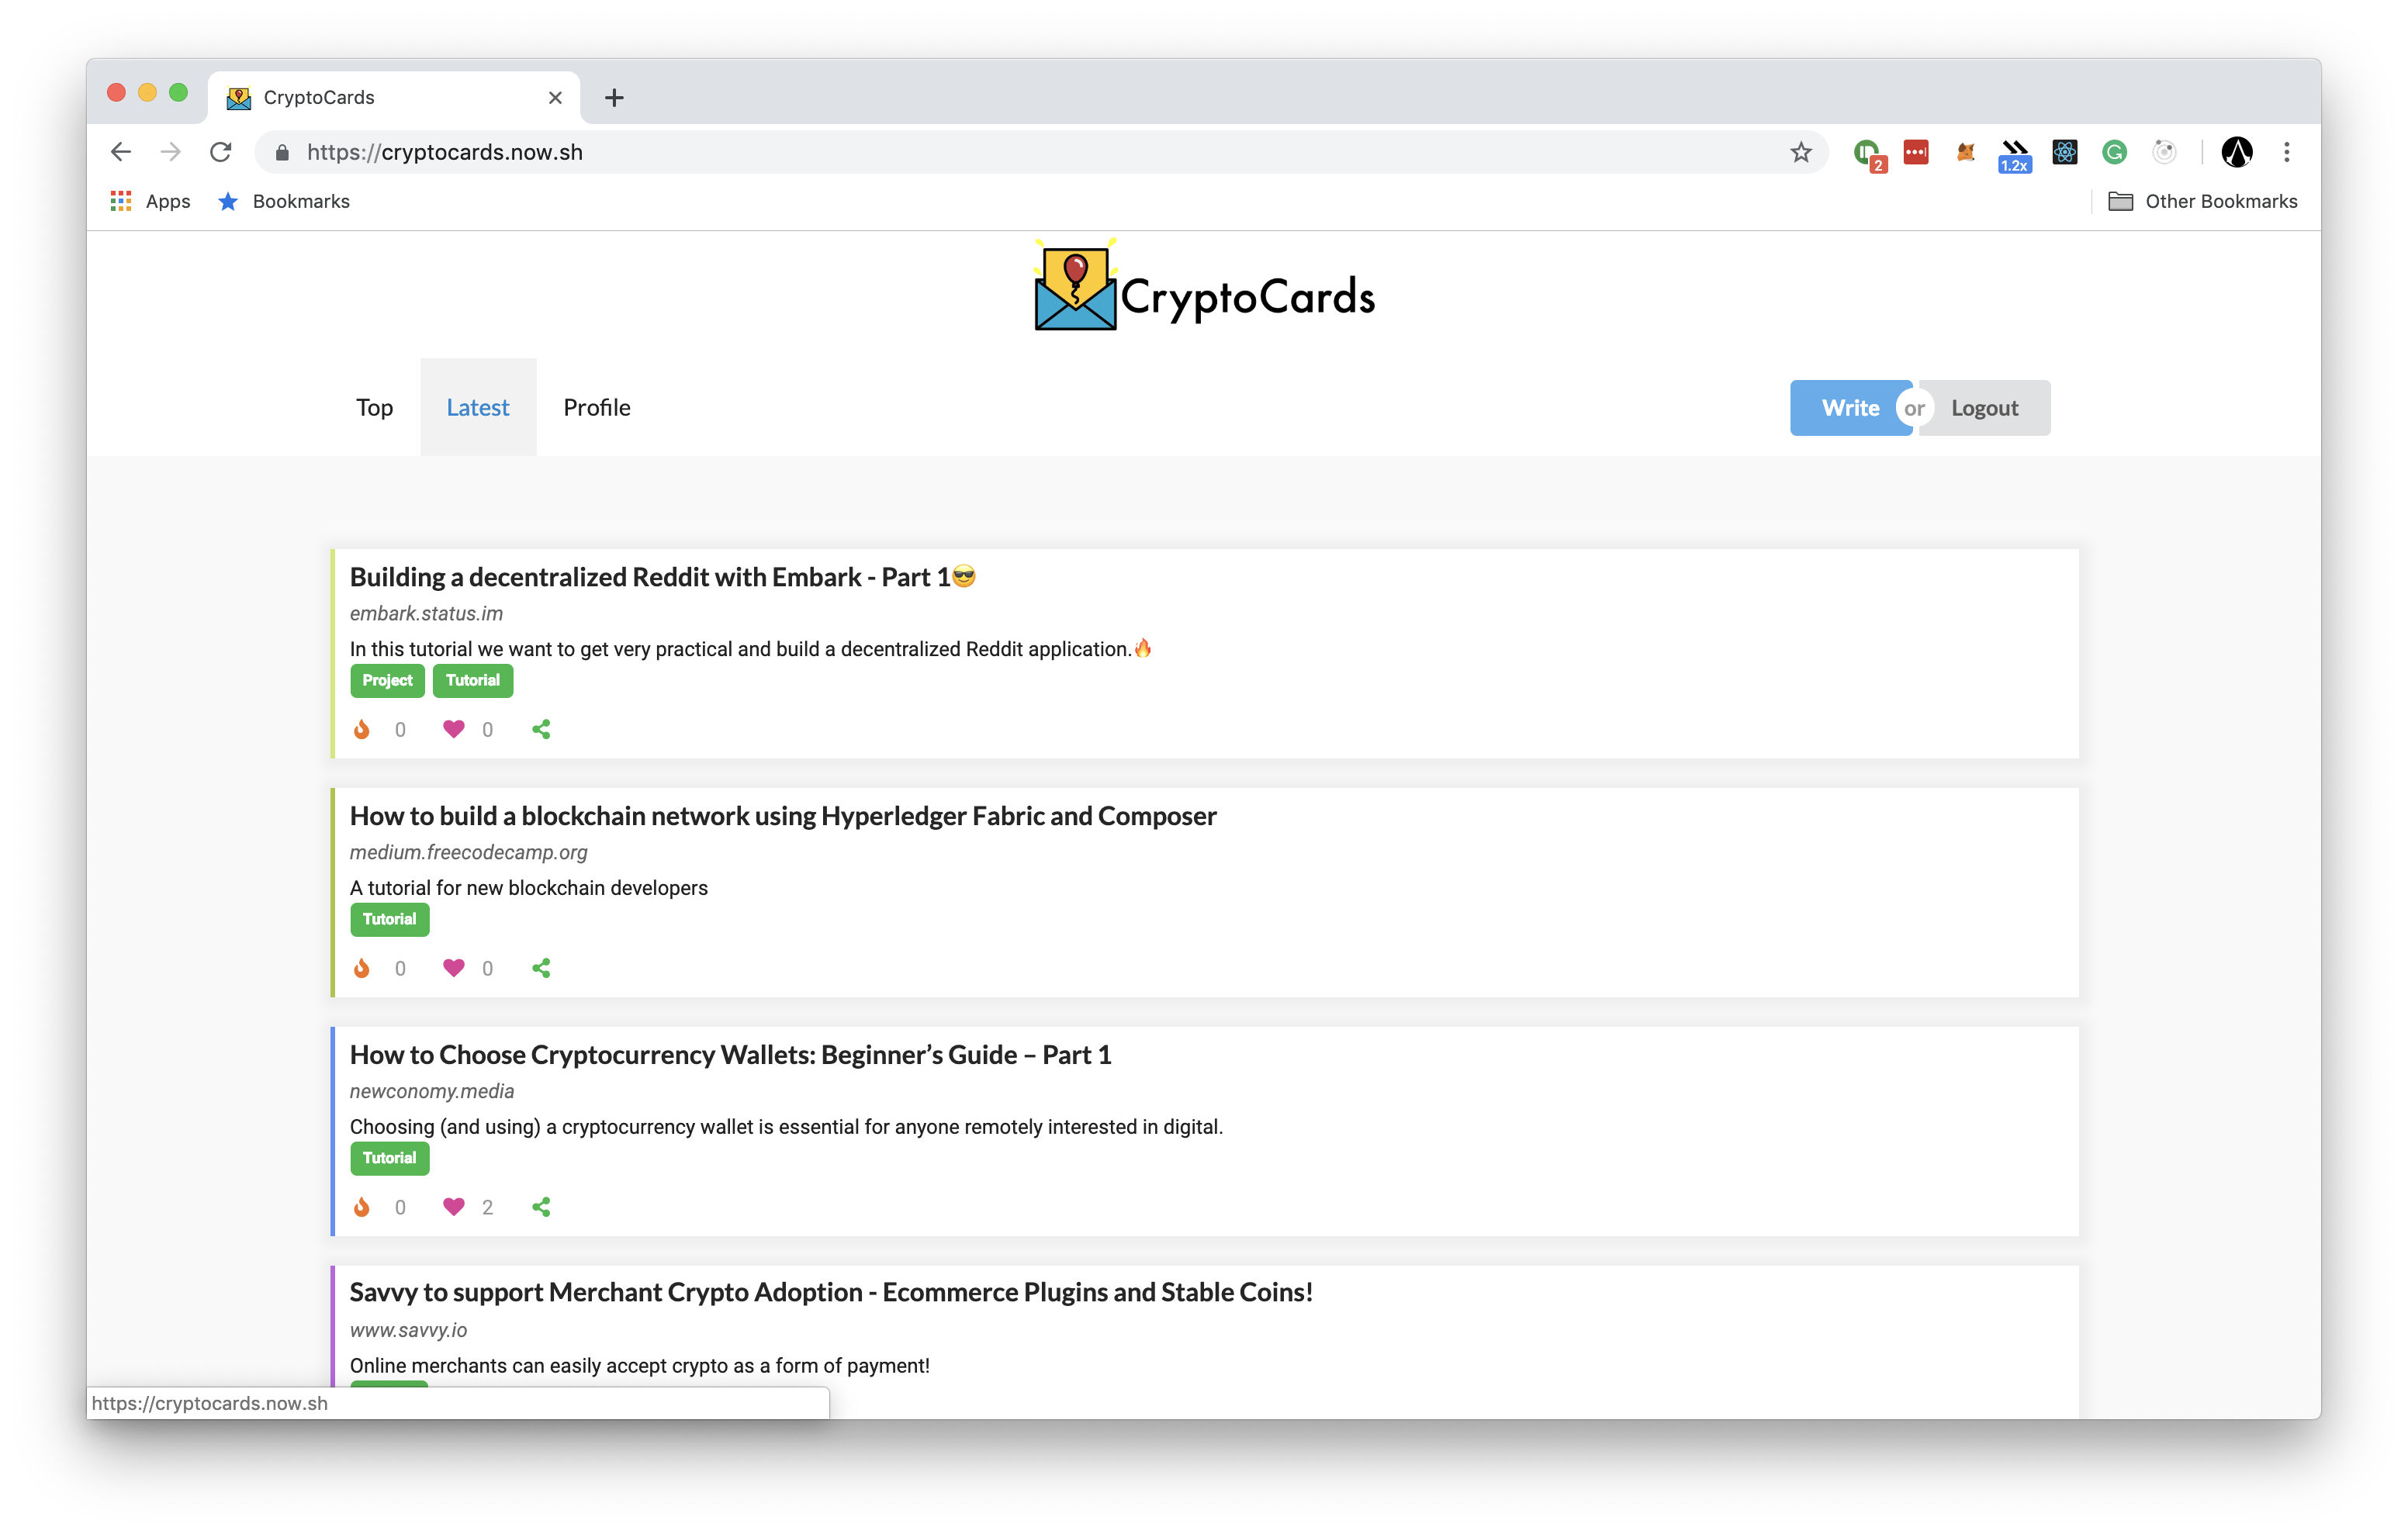 CryptoCards
https://cryptocards.now.sh
2
1.2x
Apps
Bookmarks
Other Bookmarks
CryptoCards
Top
Latest
Profile
Write
or
Logout
Building a decentralized Reddit with Embark - Part 1😎
embark.status.im
In this tutorial we want to get very practical and build a decentralized Reddit application.🔥
Project Tutorial
0 0
How to build a blockchain network using Hyperledger Fabric and Composer
medium.freecodecamp.org
A tutorial for new blockchain developers
Tutorial
0 0
How to Choose Cryptocurrency Wallets: Beginner’s Guide – Part 1
newconomy.media
Choosing (and using) a cryptocurrency wallet is essential for anyone remotely interested in digital.
Tutorial
0 2
Savvy to support Merchant Crypto Adoption - Ecommerce Plugins and Stable Coins!
www.savvy.io
Online merchants can easily accept crypto as a form of payment!
https://cryptocards.now.sh